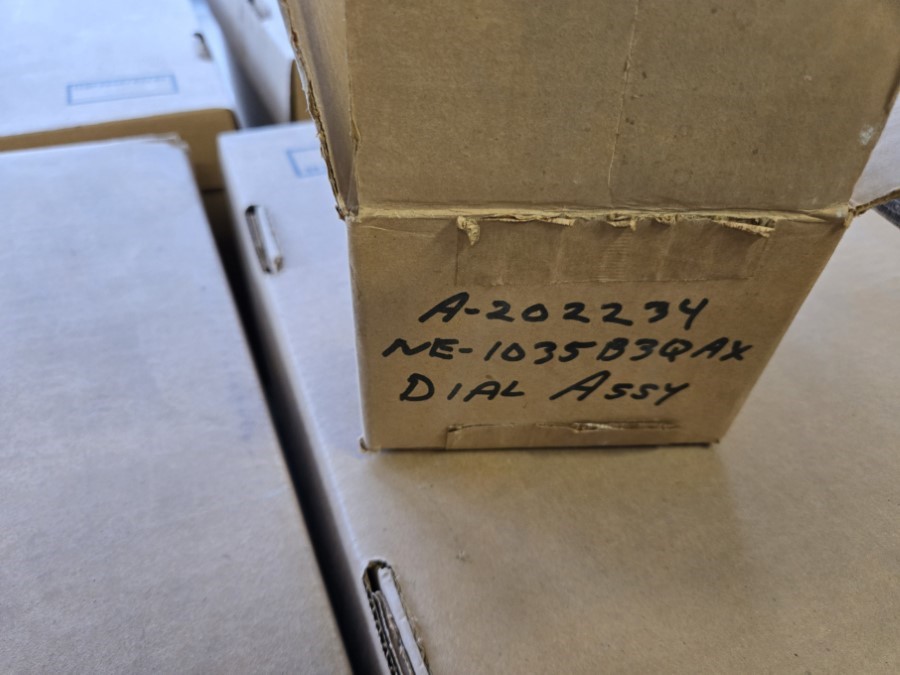 A-202234
NE-1035B3QAX
DIAL ASSY